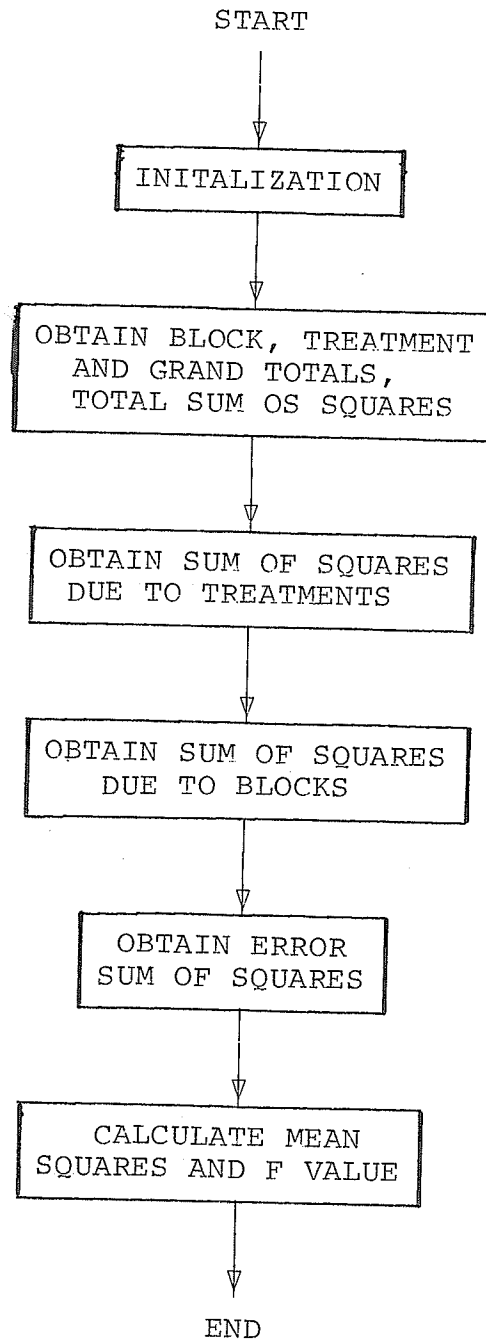 START
INITALIZATION
OBTAIN BLOCK, TREATMENT
AND GRAND TOTALS,
TOTAL SUM OS SQUARES
OBTAIN SUM OF SQUARES
DUE TO TREATMENTS
OBTAIN SUM OF SQUARES
DUE TO BLOCKS
OBTAIN ERROR
SUM OF SQUARES
CALCULATE MEAN
SQUARES AND F VALUE
END